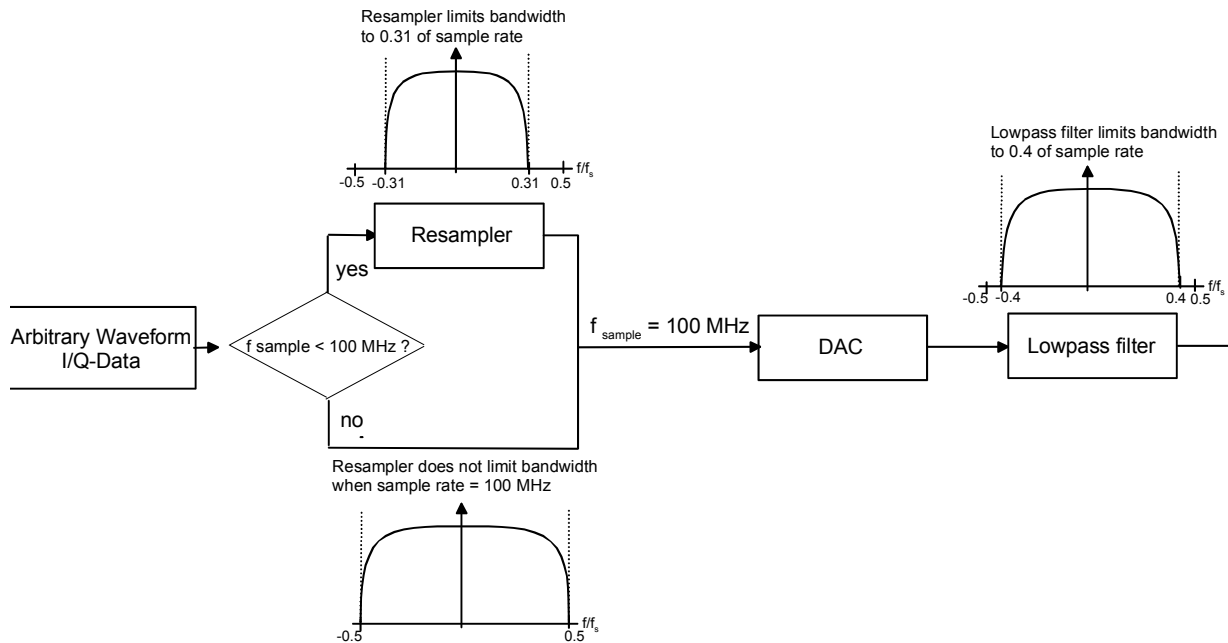 Resampler limits bandwidth
to 0.31 of sample rate
-0.5
-0.31
0.31
0.5
f/fs
Lowpass filter limits bandwidth
to 0.4 of sample rate
-0.5
-0.4
0.4
0.5
f/fs
Resampler
yes
Arbitrary Waveform
I/Q-Data
f sample < 100 MHz ?
f sample = 100 MHz
DAC
Lowpass filter
no
Resampler does not limit bandwidth
when sample rate = 100 MHz
-0.5
0.5
f/fs